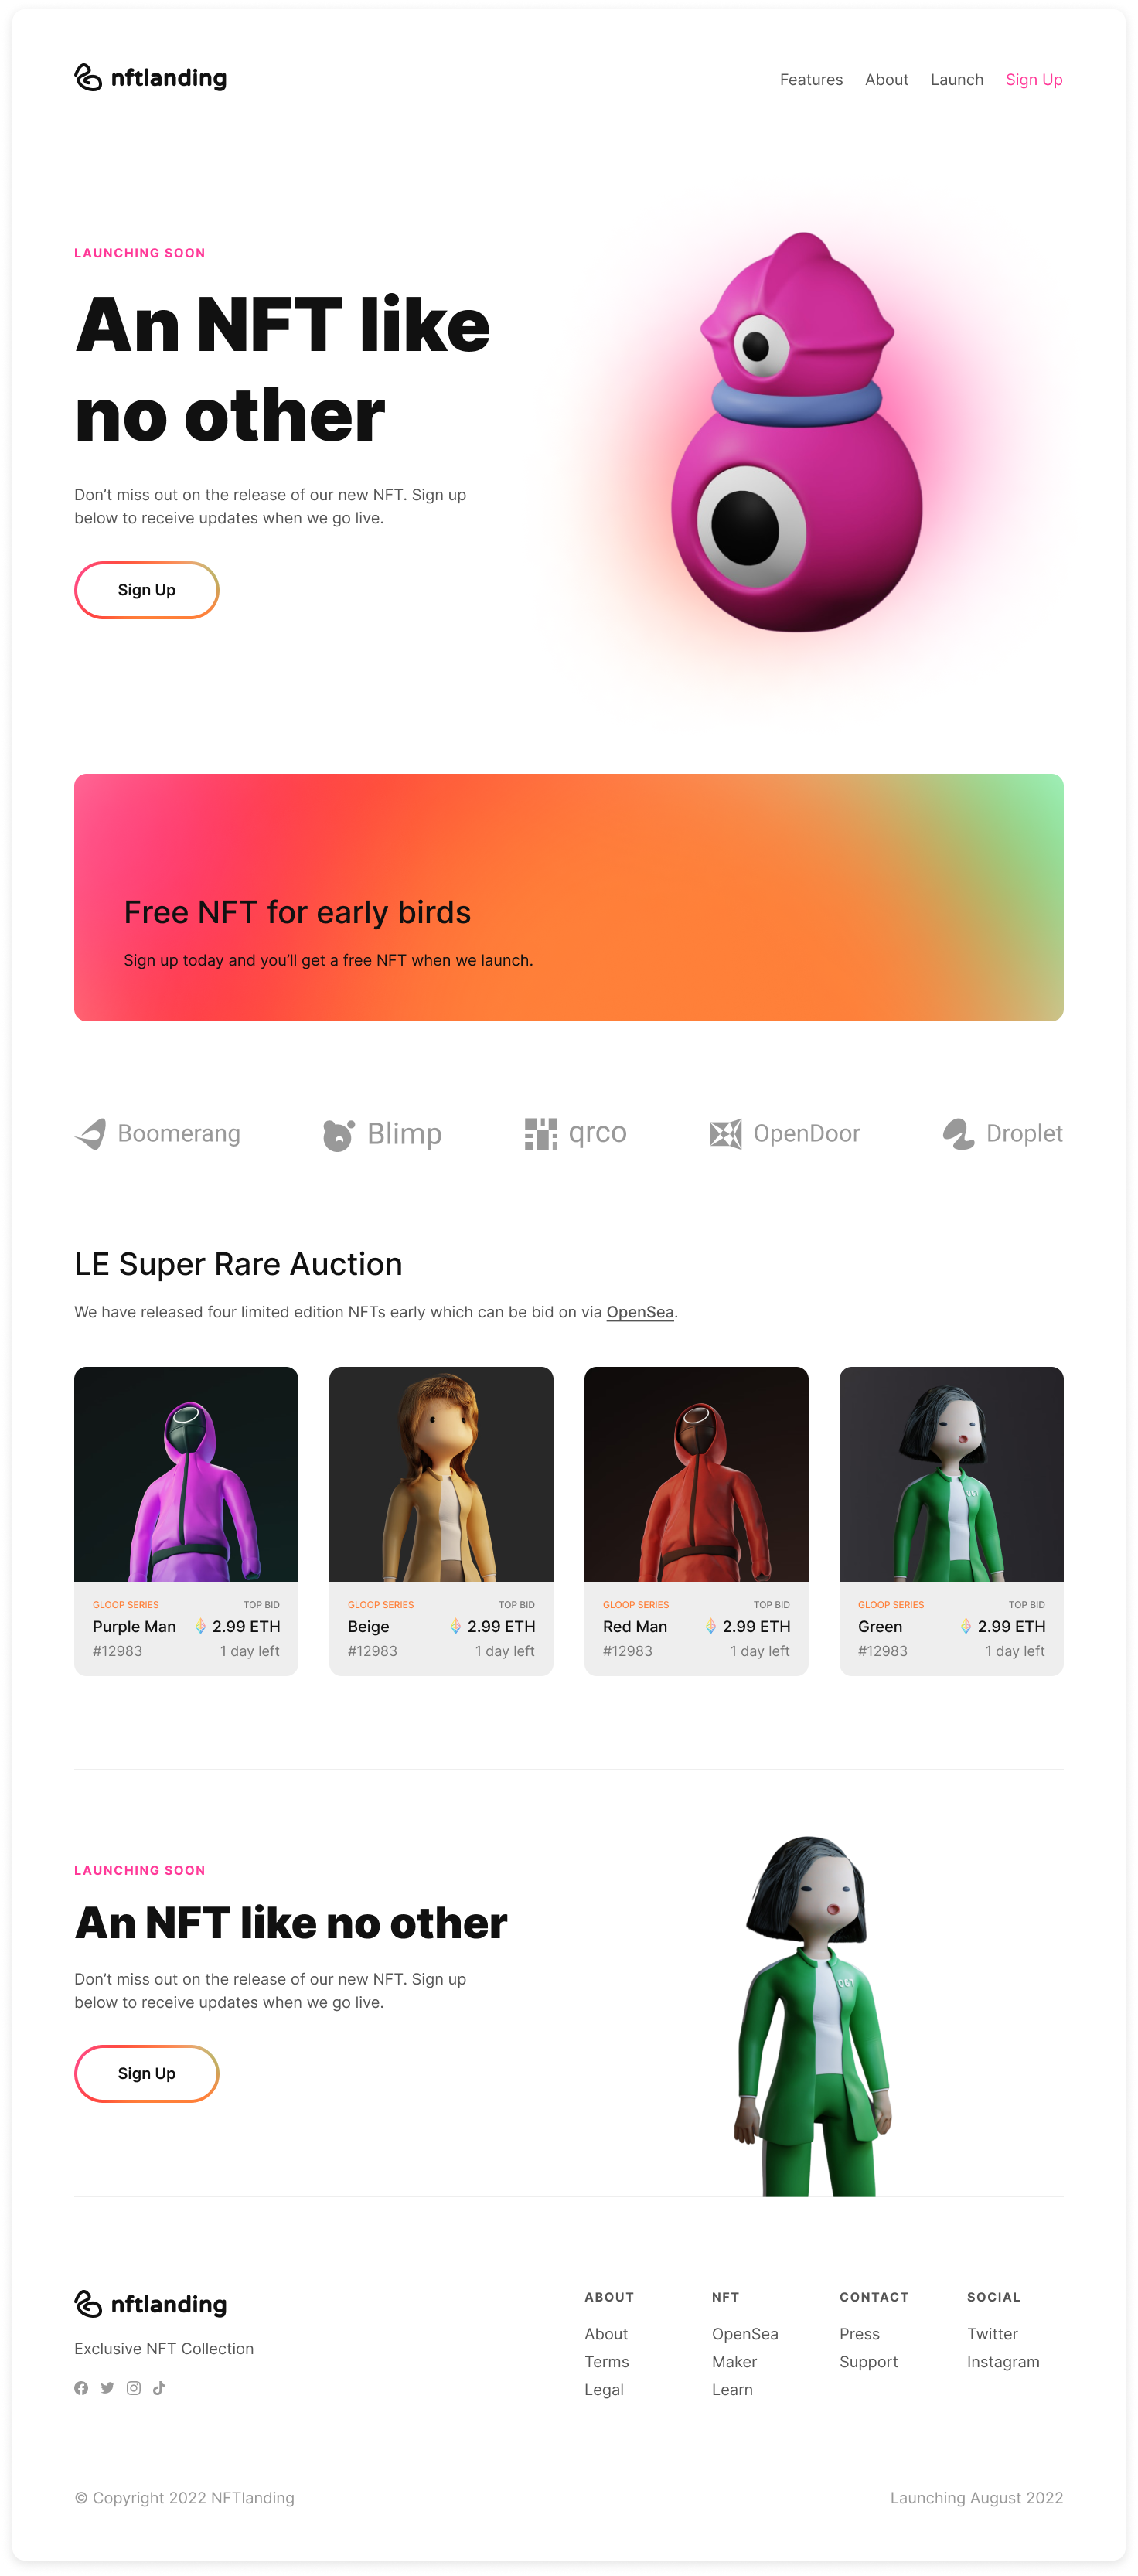 nftlanding
Features About Launch Sign Up
LAUNCHING SOON
An NFT like
no other
Don’t miss out on the release of our new NFT. Sign up
below to receive updates when we go live.
Sign Up
Free NFT for early birds
Sign up today and you’ll get a free NFT when we launch.
Boomerang Blimp qrco OpenDoor Droplet
LE Super Rare Auction
We have released four limited edition NFTs early which can be bid on via OpenSea.
GLOOP SERIES TOP BID
Purple Man 2.99 ETH
#12983 1 day left
GLOOP SERIES TOP BID
Beige 2.99 ETH
#12983 1 day left
GLOOP SERIES TOP BID
Red Man 2.99 ETH
#12983 1 day left
067
GLOOP SERIES TOP BID
Green 2.99 ETH
#12983 1 day left
LAUNCHING SOON
An NFT like no other
Don’t miss out on the release of our new NFT. Sign up
below to receive updates when we go live.
Sign Up
067
nftlanding
Exclusive NFT Collection
ABOUT
About
Terms
Legal
NFT
OpenSea
Maker
Learn
CONTACT
Press
Support
SOCIAL
Twitter
Instagram
© Copyright 2022 NFTlanding
Launching August 2022